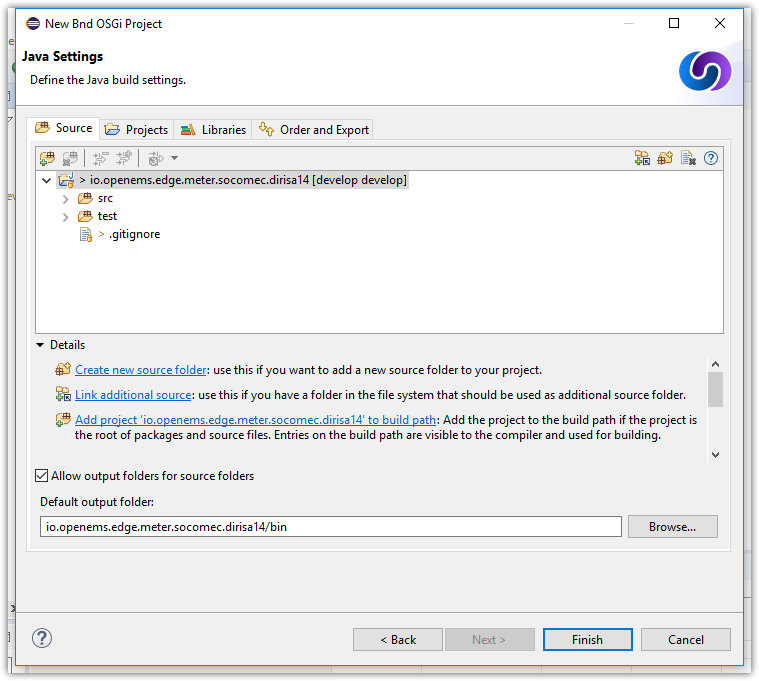 New Bnd OSGi Project
Java Settings
Define the Java build settings.
Source Projects Libraries Order and Export
> io.openems.edge.meter.socomec.dirisa14 [develop develop]
src
test
> .gitignore
Details
Create new source folder: use this if you want to add a new source folder to your project.
Link additional source: use this if you have a folder in the file system that should be used as additional source folder.
Add project 'io.openems.edge.meter.socomec.dirisa14' to build path: Add the project to the build path if the project is
the root of packages and source files. Entries on the build path are visible to the compiler and used for building.
Allow output folders for source folders
Default output folder:
io.openems.edge.meter.socomec.dirisa14/bin
Browse...
< Back Next > Finish Cancel